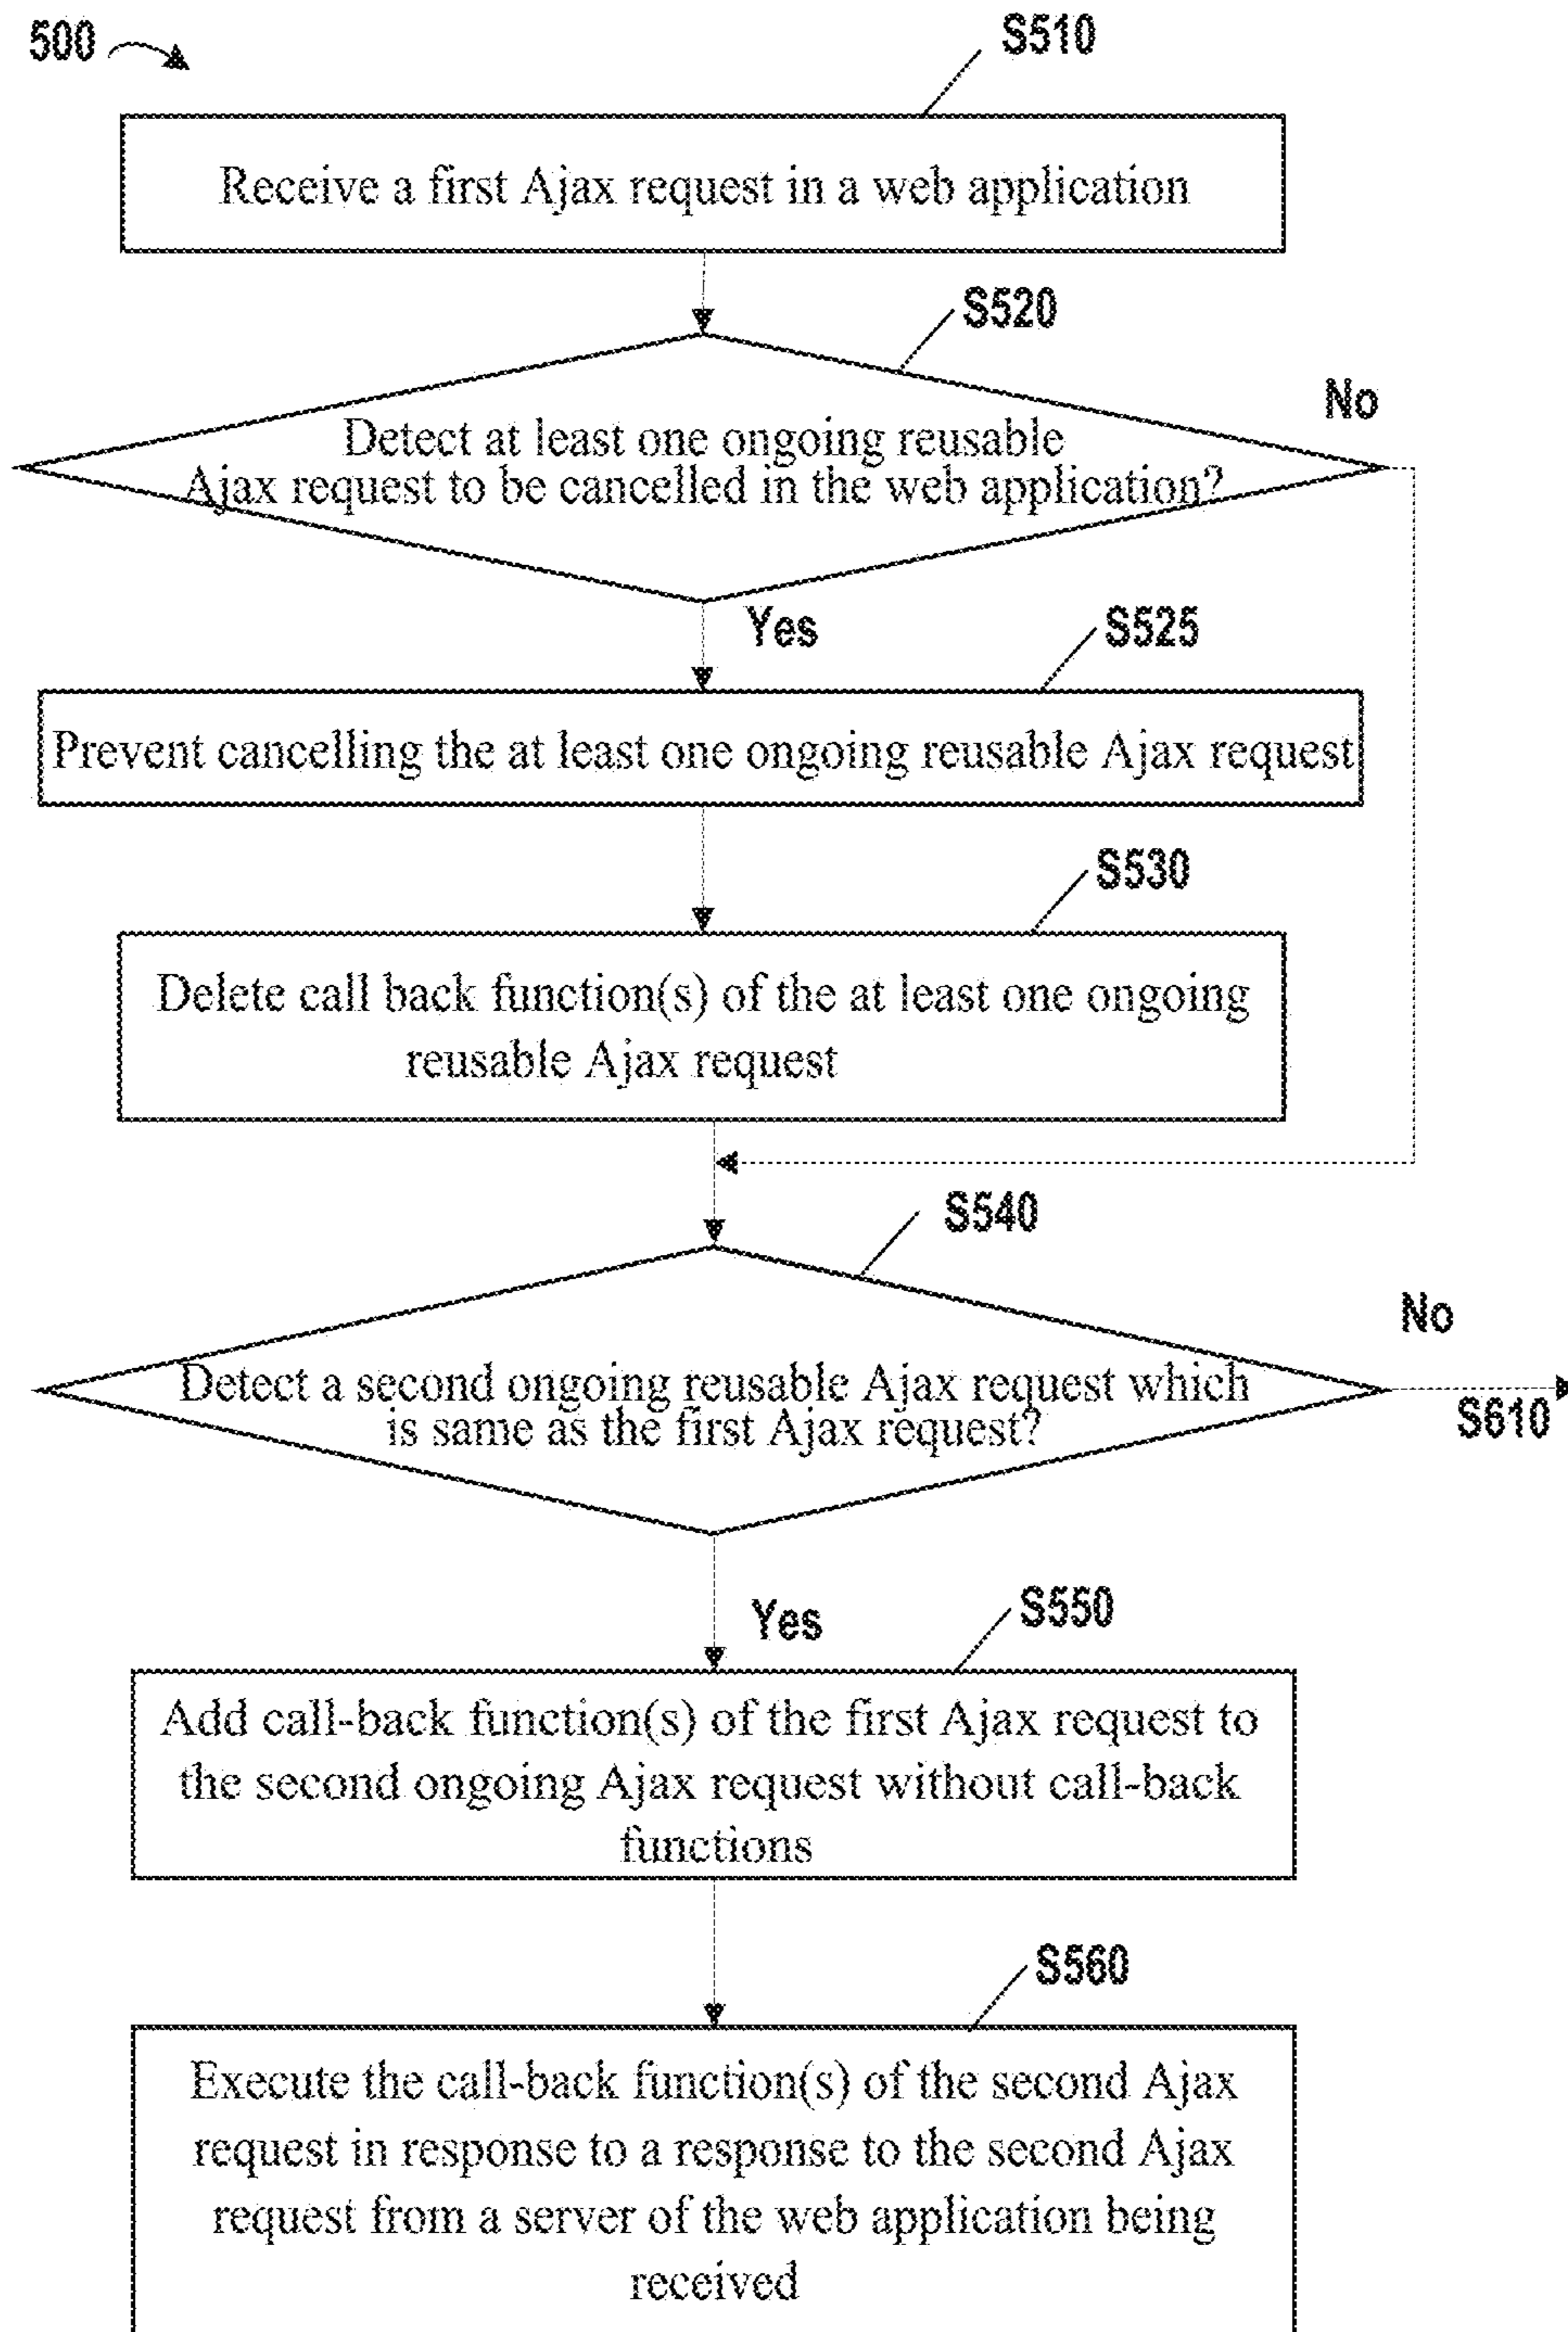 500
S510
Receive a first Ajax request in a web application
S520
No
Detect at least one ongoing reusable
Ajax request to be cancelled in the web application?
Yes
S525
Prevent cancelling the at least one ongoing reusable Ajax request
S530
Delete call back function(s) of the at least one ongoing
reusable Ajax request
S540
No
Detect a second ongoing reusable Ajax request which
is same as the first Ajax request?
S610
Yes
S550
Add call-back function(s) of the first Ajax request to
the second ongoing Ajax request without call-back
functions
S560
Execute the call-back function(s) of the second Ajax
request in response to a response to the second Ajax
request from a server of the web application being
received